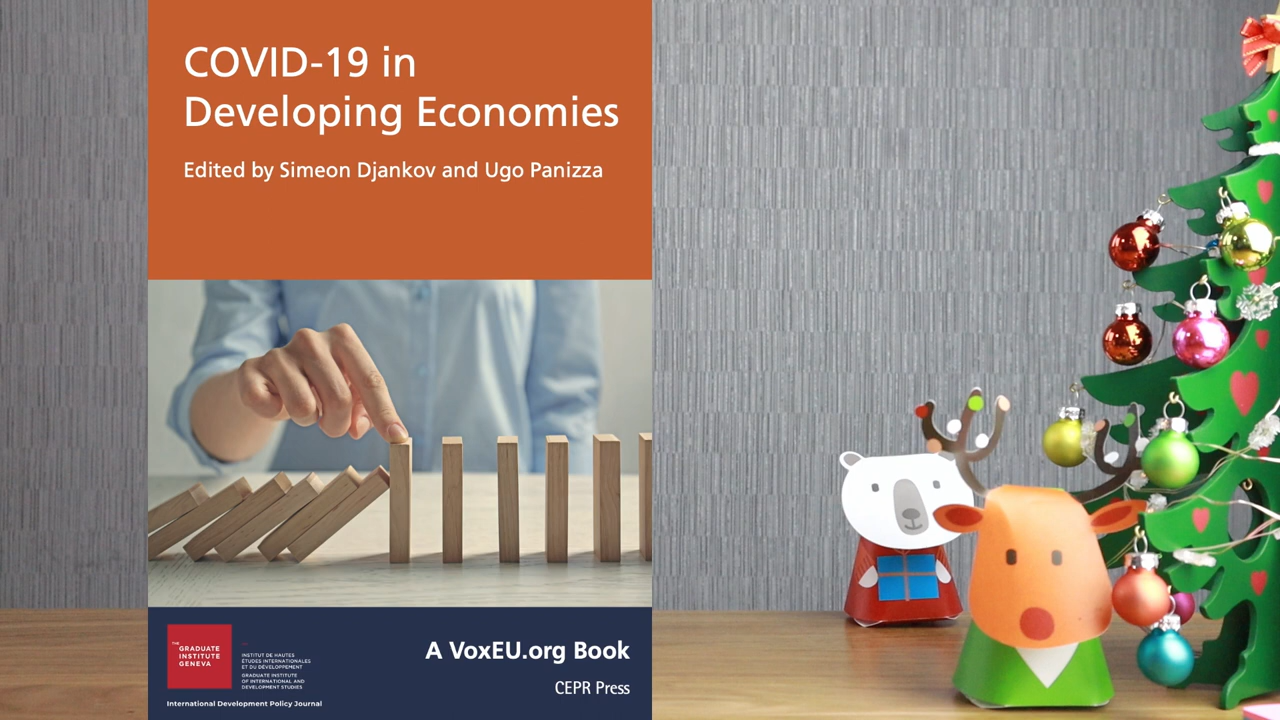 COVID-19 in
Developing Economies
Edited by Simeon Djankov and Ugo Panizza
THE
GRADUATE
INSTITUTE
GENEVA
INSTITUT DE HAUTES
ÉTUDES INTERNATIONALES
ET DU DÉVELOPPEMENT
GRADUATE INSTITUTE
OF INTERNATIONAL AND
DEVELOPMENT STUDIES
International Development Policy Journal
A VoxEU.org Book
CEPR Press